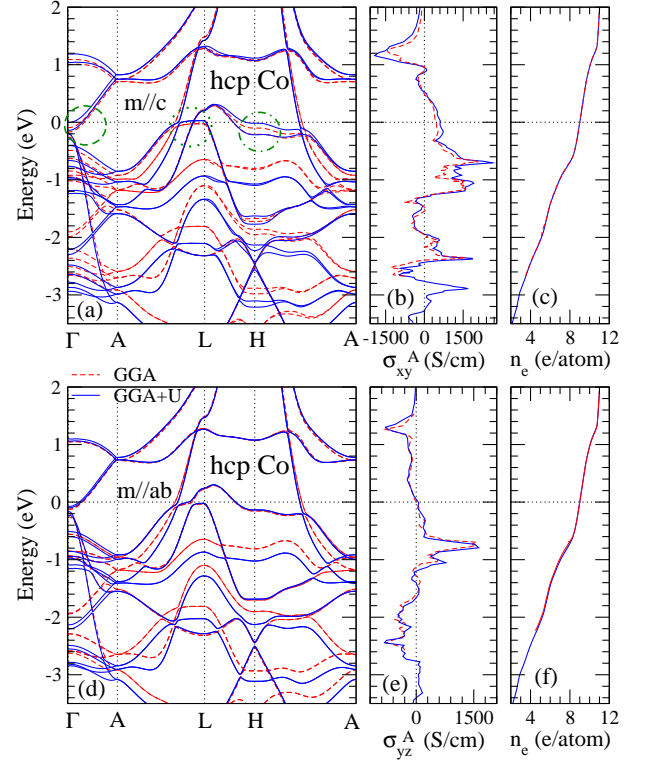 2
1
0
-1
-2
-3
Energy (eV)
hcp Co
m//c
(a)
(b)
(c)
Γ A L H A
-1500 0 1500
4 8 12
σxyᴬ (S/cm)
nₑ (e/atom)
GGA
GGA+U
2
1
0
-1
-2
-3
Energy (eV)
hcp Co
m//ab
(d)
(e)
(f)
Γ A L H A
0 1500
4 8 12
σyzᴬ (S/cm)
nₑ (e/atom)